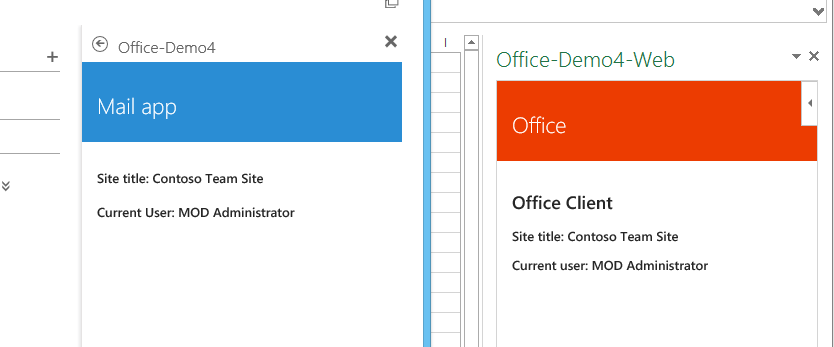 Office-Demo4
Mail app
Site title: Contoso Team Site
Current User: MOD Administrator
I
Office-Demo4-Web
Office
Office Client
Site title: Contoso Team Site
Current user: MOD Administrator